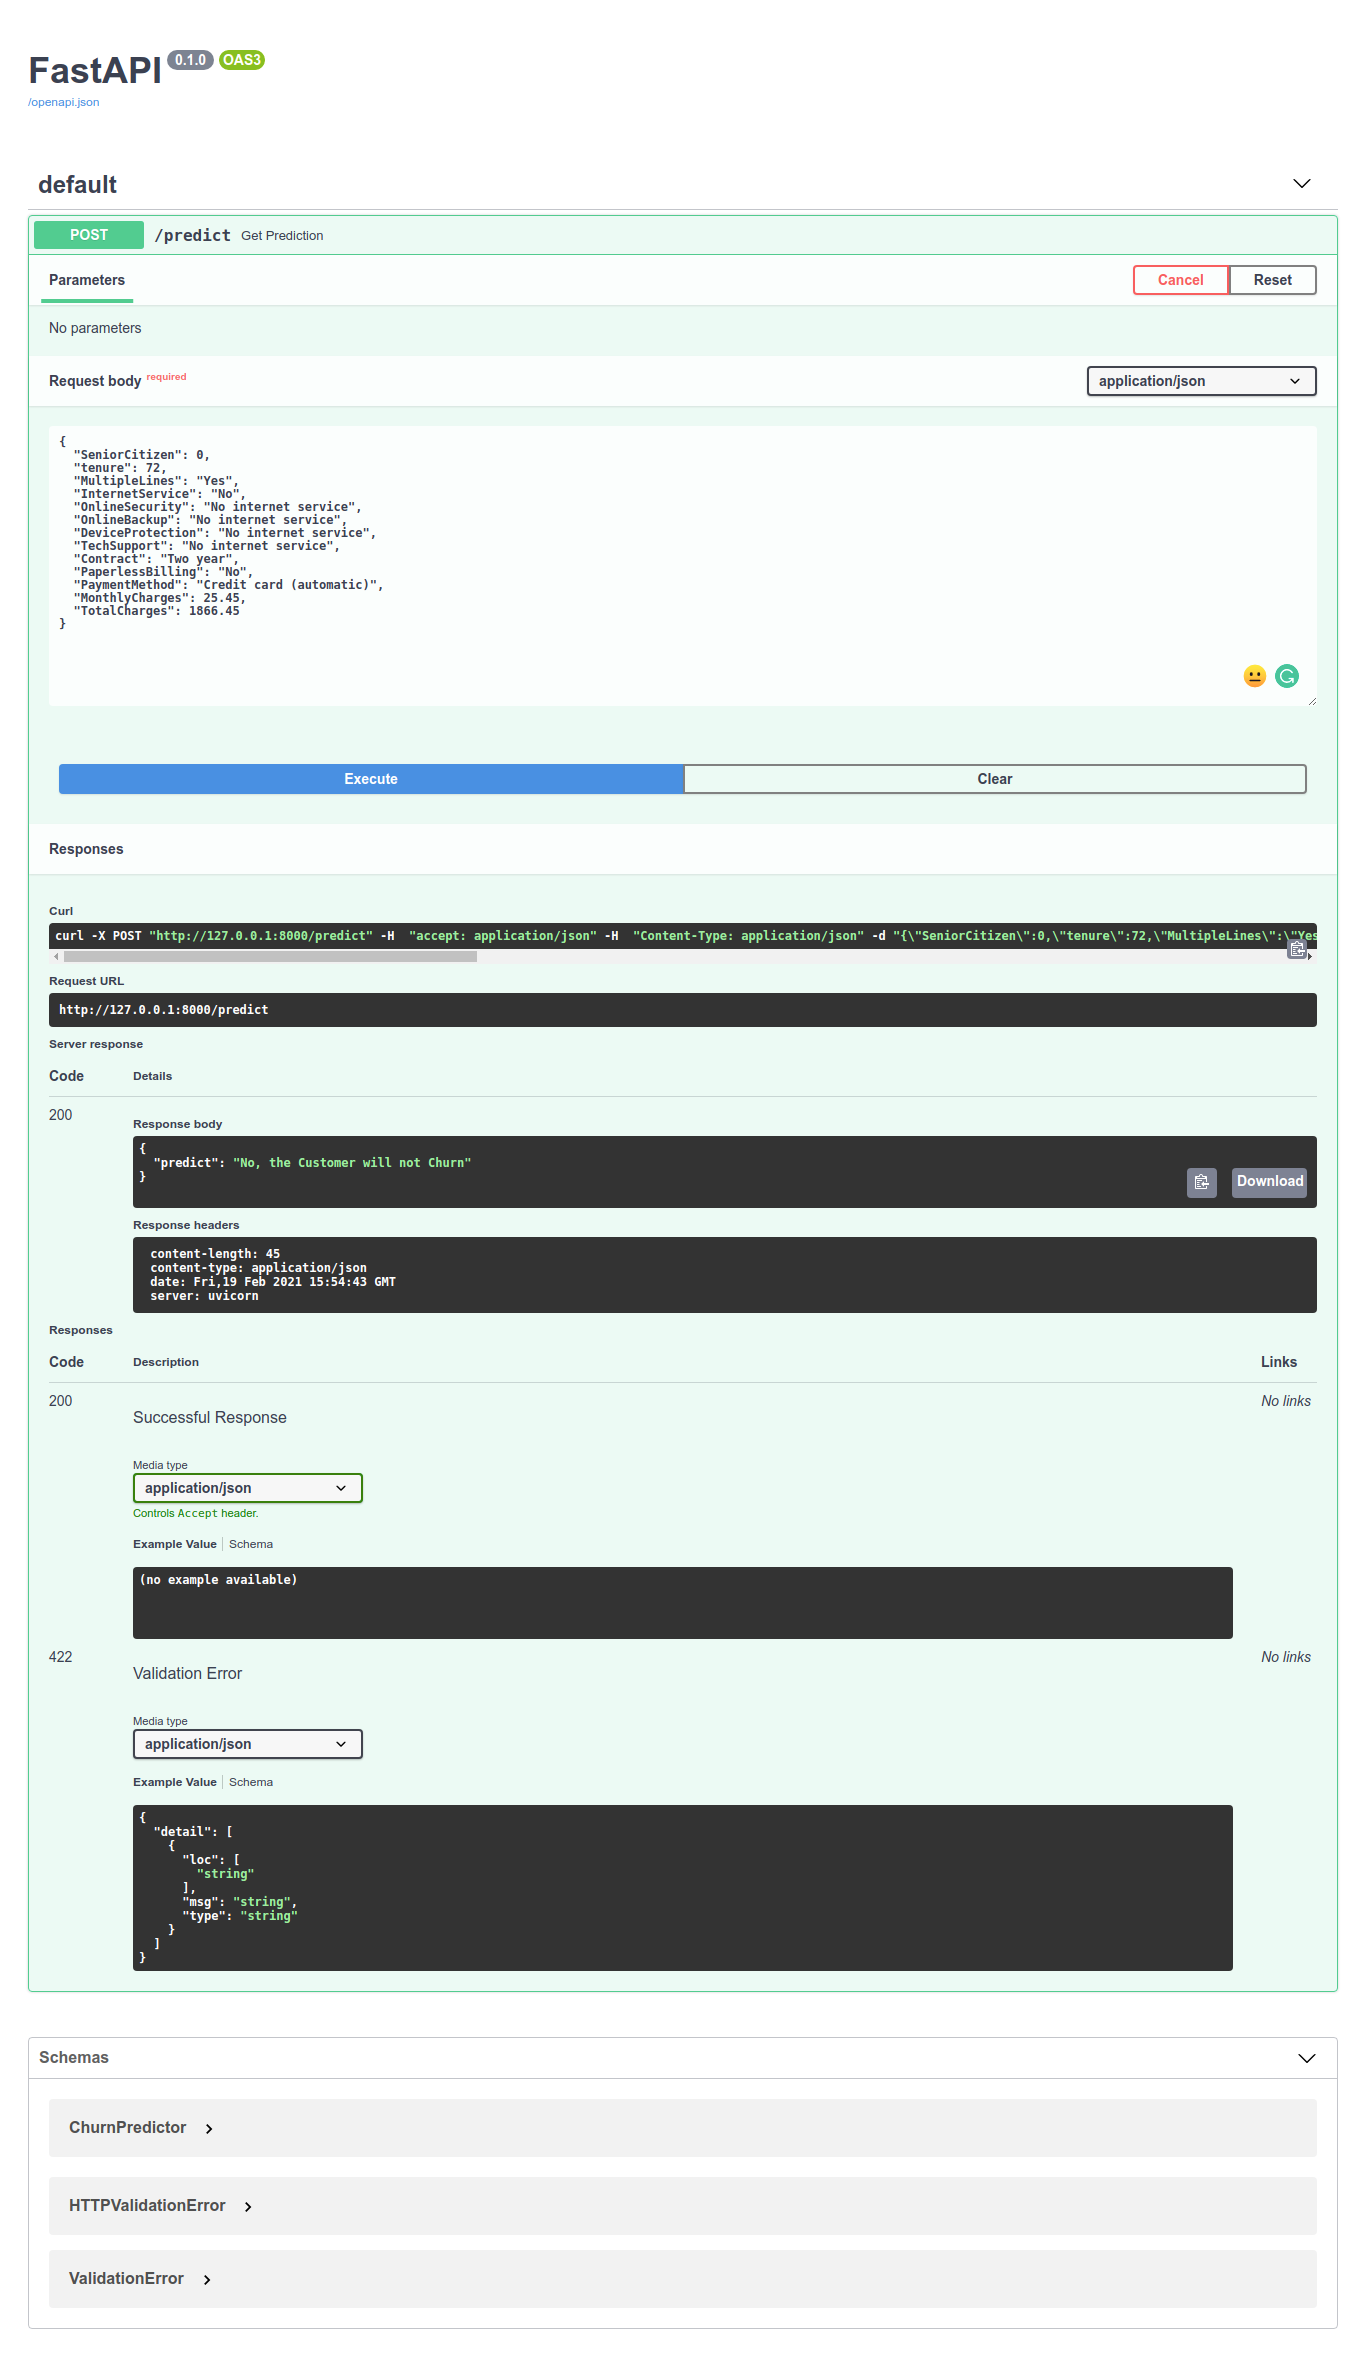 FastAPI 0.1.0 OAS3
/openapi.json
default
POST /predict Get Prediction
Parameters Cancel Reset
No parameters
Request body required application/json
{
  "SeniorCitizen": 0,
  "tenure": 72,
  "MultipleLines": "Yes",
  "InternetService": "No",
  "OnlineSecurity": "No internet service",
  "OnlineBackup": "No internet service",
  "DeviceProtection": "No internet service",
  "TechSupport": "No internet service",
  "Contract": "Two year",
  "PaperlessBilling": "No",
  "PaymentMethod": "Credit card (automatic)",
  "MonthlyCharges": 25.45,
  "TotalCharges": 1866.45
}
Execute Clear
Responses
Curl
curl -X POST "http://127.0.0.1:8000/predict" -H  "accept: application/json" -H  "Content-Type: application/json" -d "{\"SeniorCitizen\":0,\"tenure\":72,\"MultipleLines\":\"Yes
Request URL
http://127.0.0.1:8000/predict
Server response
Code Details
200
Response body
{
  "predict": "No, the Customer will not Churn"
}
Download
Response headers
content-length: 45
content-type: application/json
date: Fri,19 Feb 2021 15:54:43 GMT
server: uvicorn
Responses
Code Description Links
200 No links
Successful Response
Media type
application/json
Controls Accept header.
Example Value Schema
(no example available)
422 No links
Validation Error
Media type
application/json
Example Value Schema
{
  "detail": [
    {
      "loc": [
        "string"
      ],
      "msg": "string",
      "type": "string"
    }
  ]
}
Schemas
ChurnPredictor
HTTPValidationError
ValidationError